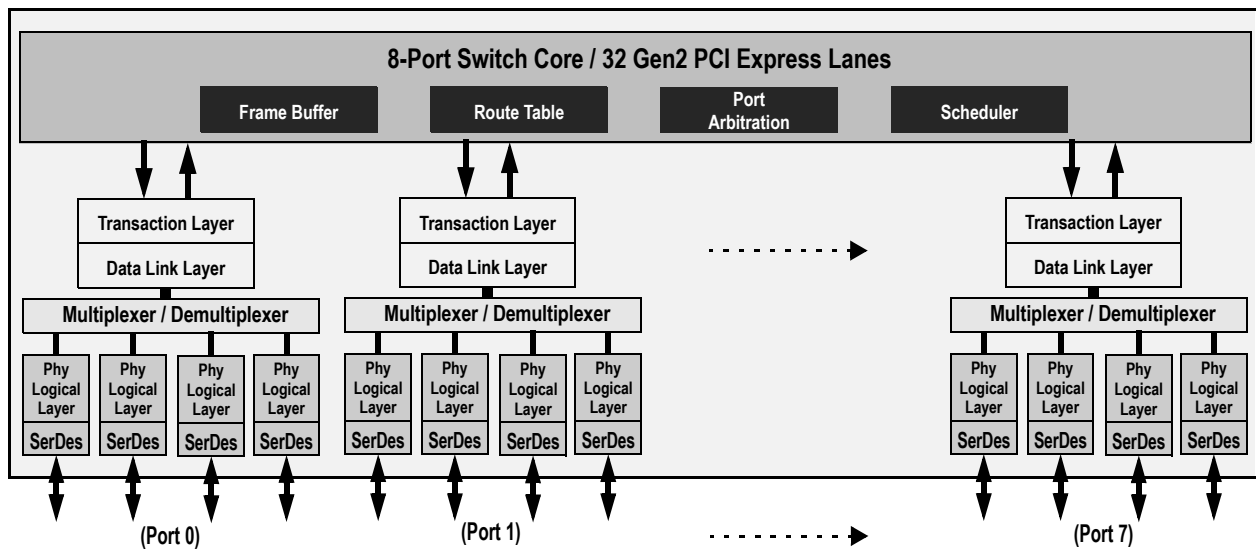 8-Port Switch Core / 32 Gen2 PCI Express Lanes
Frame Buffer
Route Table
Port
Arbitration
Scheduler
Transaction Layer
Data Link Layer
Multiplexer / Demultiplexer
Phy
Logical
Layer
SerDes
Phy
Logical
Layer
SerDes
Phy
Logical
Layer
SerDes
Phy
Logical
Layer
SerDes
(Port 0)
Transaction Layer
Data Link Layer
Multiplexer / Demultiplexer
Phy
Logical
Layer
SerDes
Phy
Logical
Layer
SerDes
Phy
Logical
Layer
SerDes
Phy
Logical
Layer
SerDes
(Port 1)
Transaction Layer
Data Link Layer
Multiplexer / Demultiplexer
Phy
Logical
Layer
SerDes
Phy
Logical
Layer
SerDes
Phy
Logical
Layer
SerDes
Phy
Logical
Layer
SerDes
(Port 7)